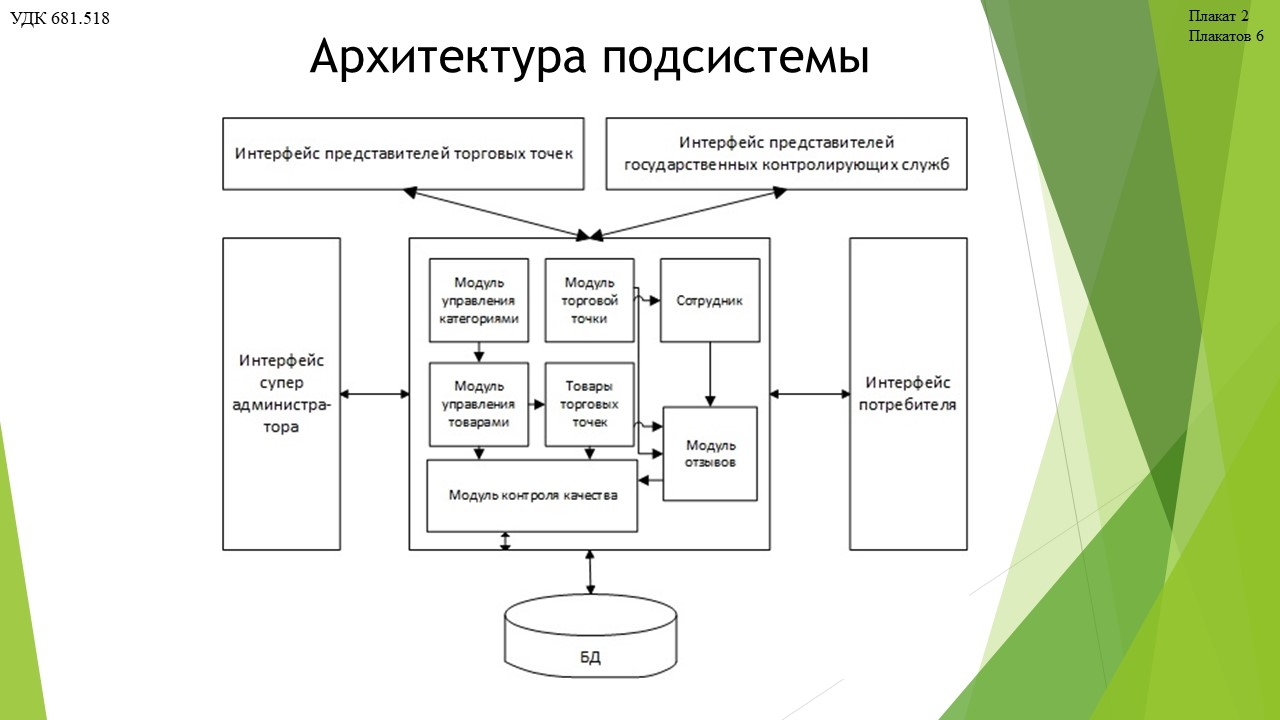 УДК 681.518
Плакат 2
Плакатов 6
Архитектура подсистемы
Интерфейс представителей торговых точек
Интерфейс представителей
государственных контролирующих служб
Интерфейс
супер
администра-
тора
Модуль
управления
категориями
Модуль
торговой
точки
Сотрудник
Модуль
управления
товарами
Товары
торговых
точек
Модуль
отзывов
Модуль контроля качества
Интерфейс
потребителя
БД